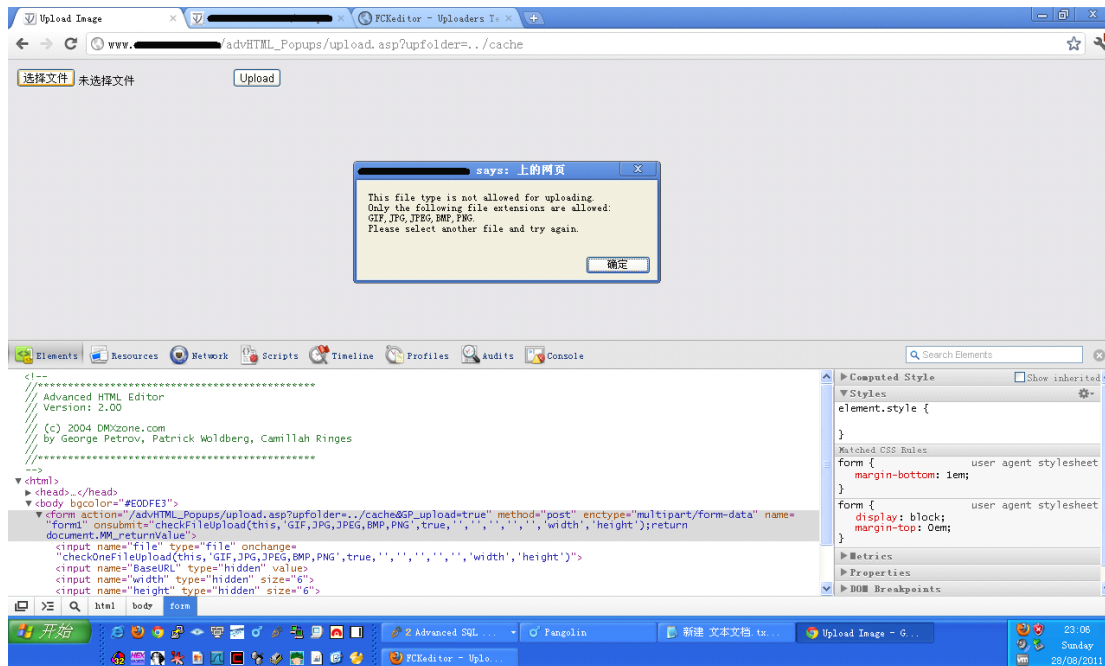 Upload Image
FCKeditor - Uploaders Te
www.
/advHTML_Popups/upload.asp?upfolder=../cache
选择文件 未选择文件 Upload
says: 上的网页
This file type is not allowed for uploading.
Only the following file extensions are allowed:
GIF,JPG,JPEG,BMP,PNG.
Please select another file and try again.
确定
Elements Resources Network Scripts Timeline Profiles Audits Console Search Elements
<!--
//************************************************
// Advanced HTML Editor
// Version: 2.00
//
// (c) 2004 DMXzone.com
// by George Petrov, Patrick Woldberg, Camillah Ringes
//
//************************************************
-->
▼<html>
▶<head>…</head>
▼<body bgcolor="#E0DFE3">
▼<form action="/advHTML_Popups/upload.asp?upfolder=../cache&GP_upload=true" method="post" enctype="multipart/form-data" name=
"form1" onsubmit="checkFileUpload(this,'GIF,JPG,JPEG,BMP,PNG',true,'','','','','','width','height');return
document.MM_returnValue">
<input name="file" type="file" onchange=
"checkOneFileUpload(this,'GIF,JPG,JPEG,BMP,PNG',true,'','','','','','width','height')">
<input name="BaseURL" type="hidden" value>
<input name="width" type="hidden" size="6">
<input name="height" type="hidden" size="6">
▶Computed Style Show inherited
▼Styles
element.style {
}
Matched CSS Rules
form { user agent stylesheet
margin-bottom: 1em;
}
form { user agent stylesheet
display: block;
margin-top: 0em;
}
▶Metrics
▶Properties
▶DOM Breakpoints
html body form
开始 2 Advanced SQL ... Pangolin 新建 文本文档.tx... Upload Image - G... 23:06
Sunday
FCKeditor - Uplo... 28/08/2011